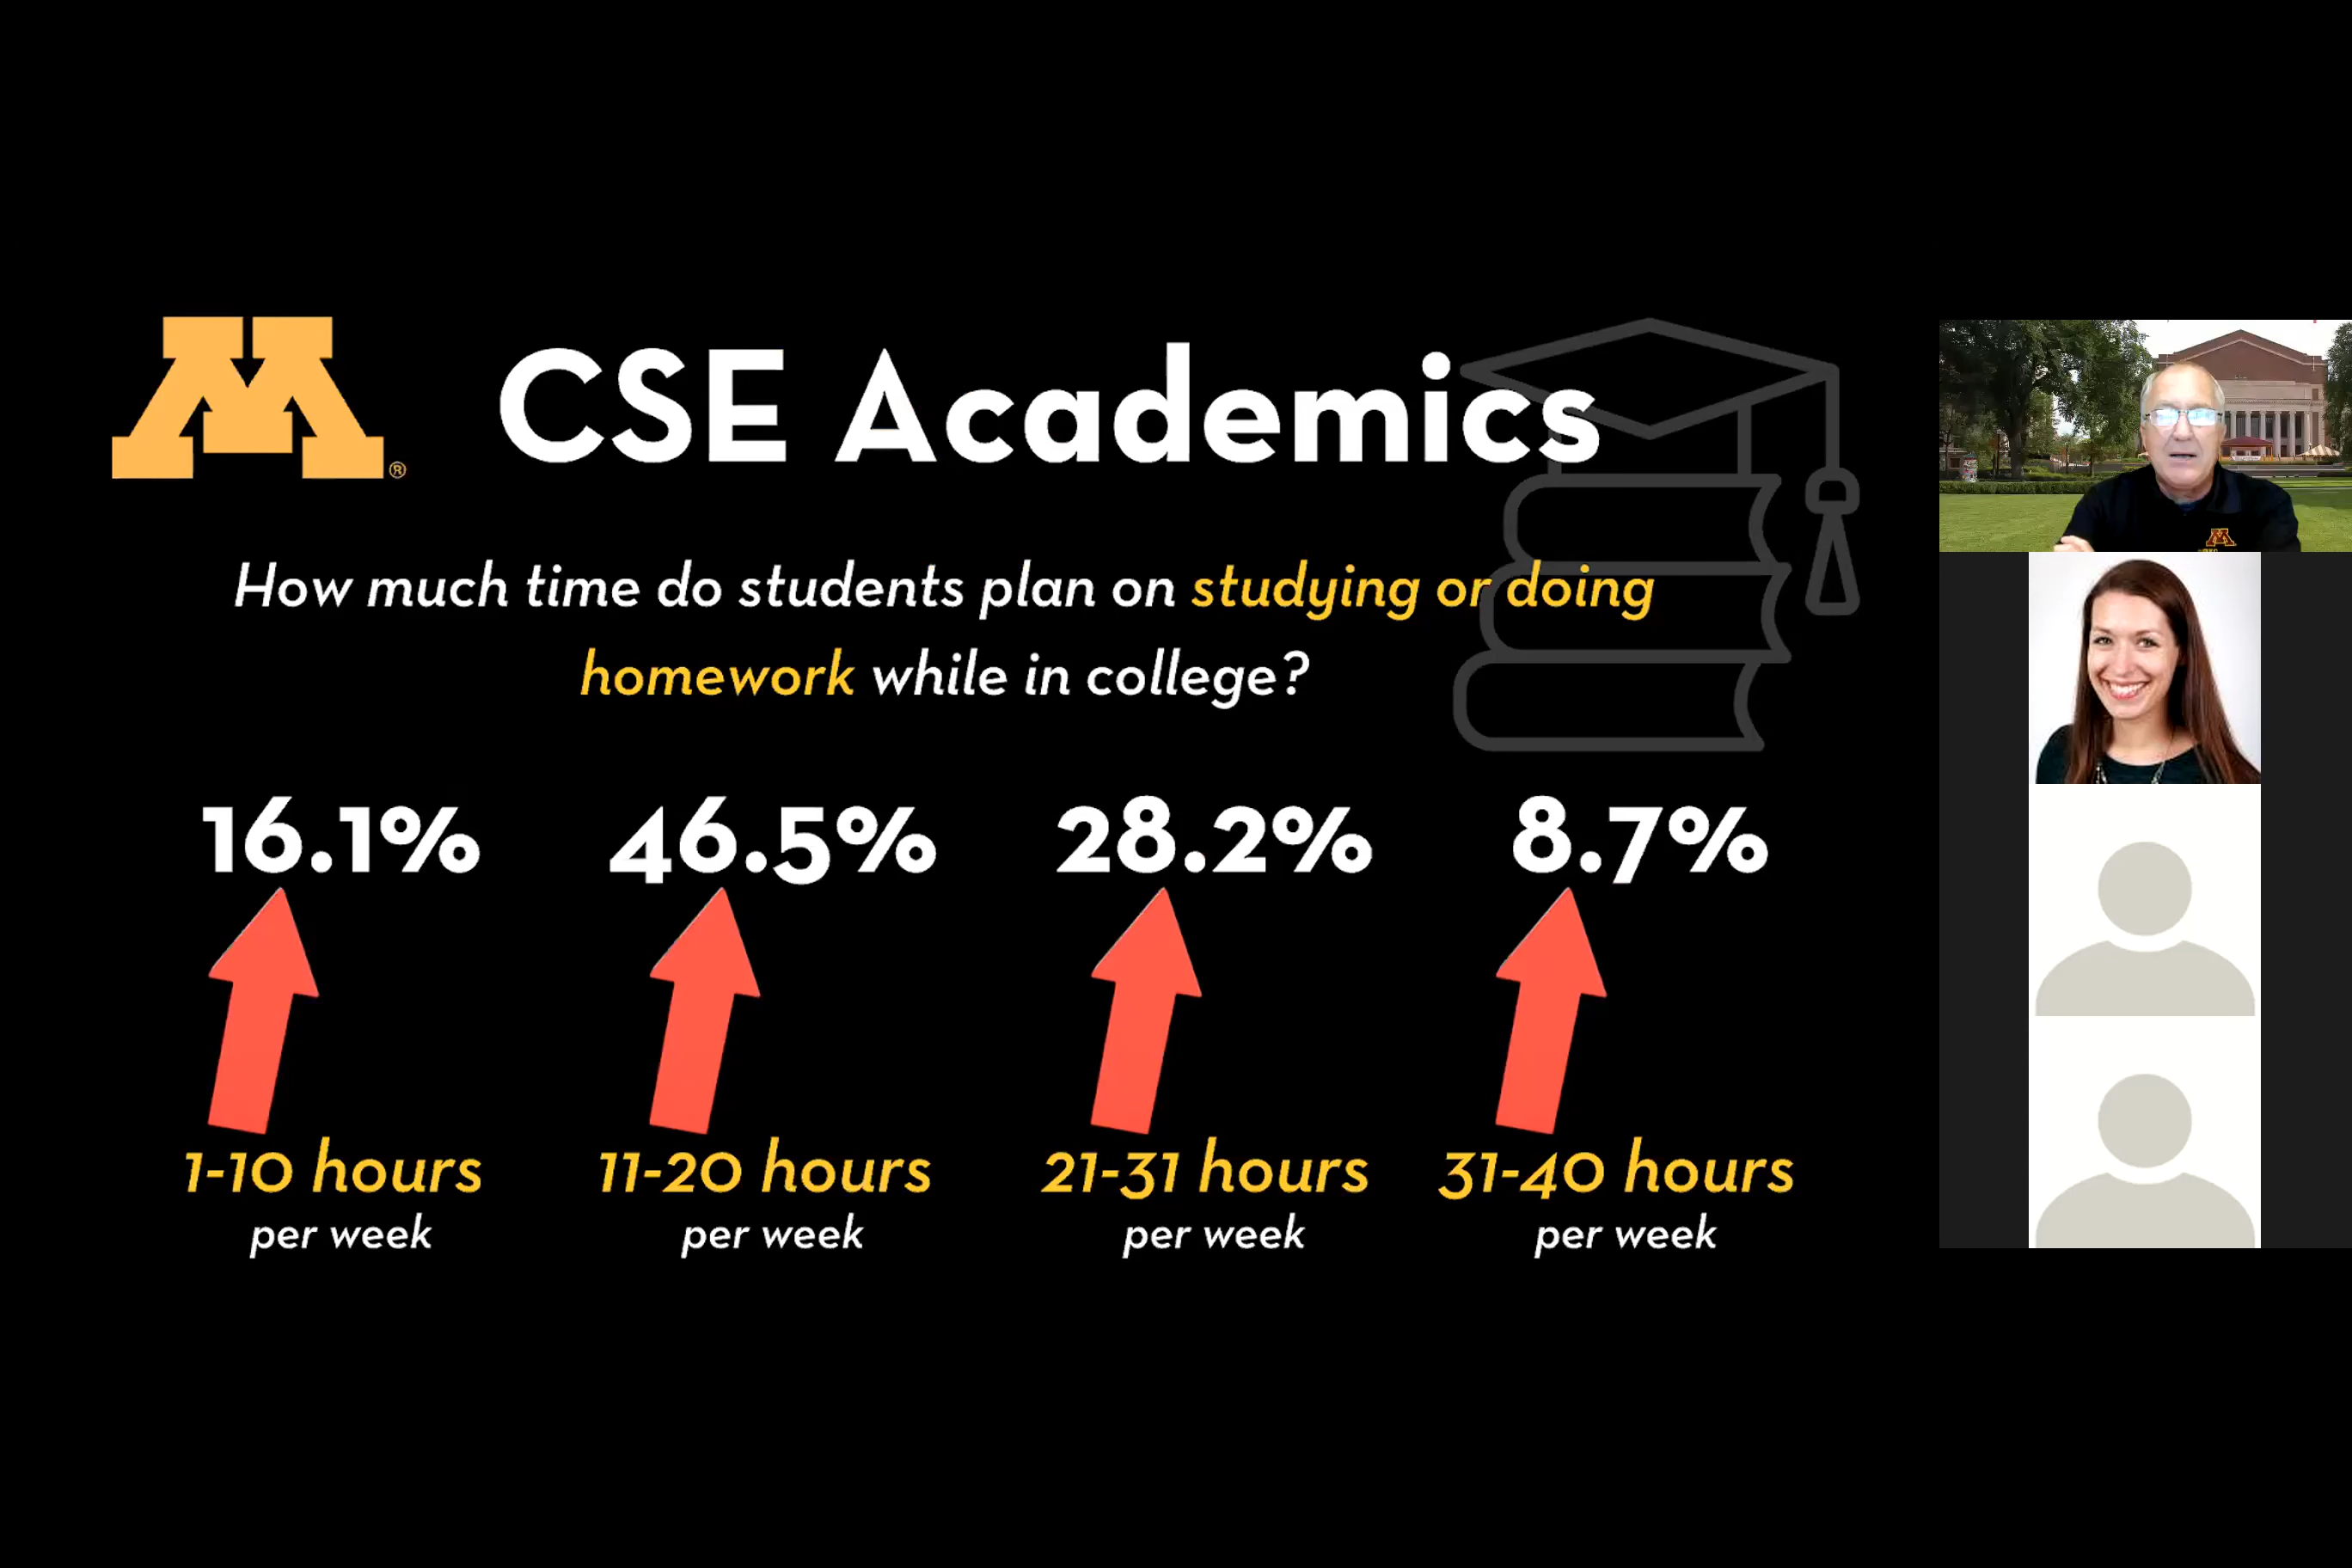 M®
CSE Academics
How much time do students plan on studying or doing
homework while in college?
16.1% 46.5% 28.2% 8.7%
1-10 hours 11-20 hours 21-31 hours 31-40 hours
per week per week per week per week
M